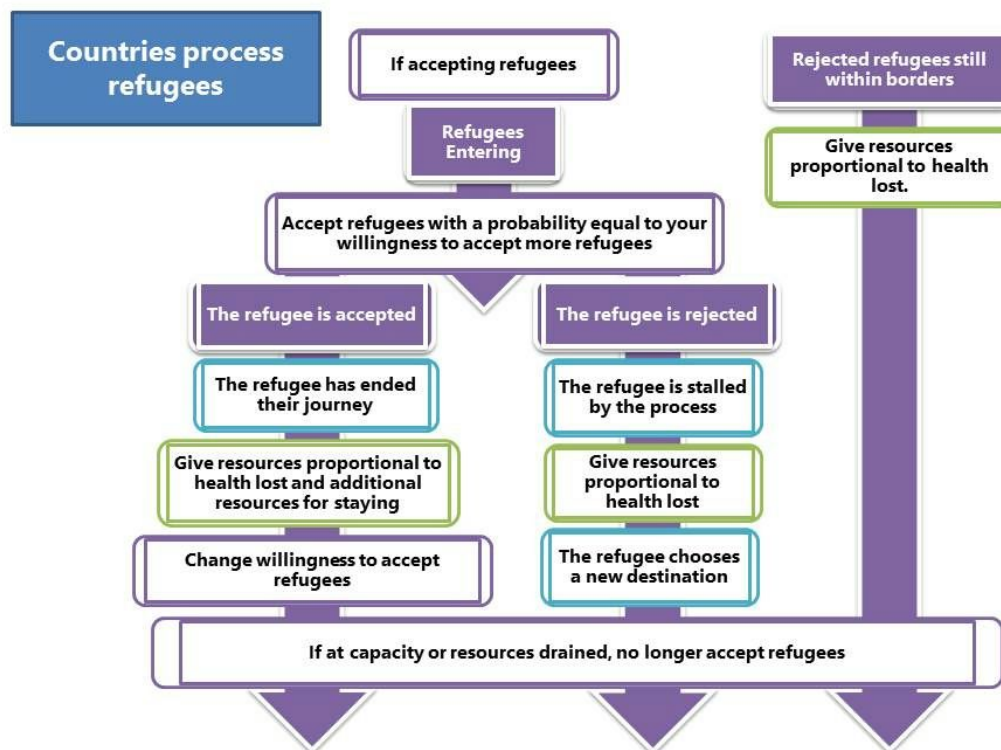 Countries process
refugees
If accepting refugees
Refugees
Entering
Accept refugees with a probability equal to your
willingness to accept more refugees
The refugee is accepted
The refugee has ended
their journey
Give resources proportional to
health lost and additional
resources for staying
Change willingness to accept
refugees
The refugee is rejected
The refugee is stalled
by the process
Give resources
proportional to
health lost
The refugee chooses
a new destination
Rejected refugees still
within borders
Give resources
proportional to health
lost.
If at capacity or resources drained, no longer accept refugees